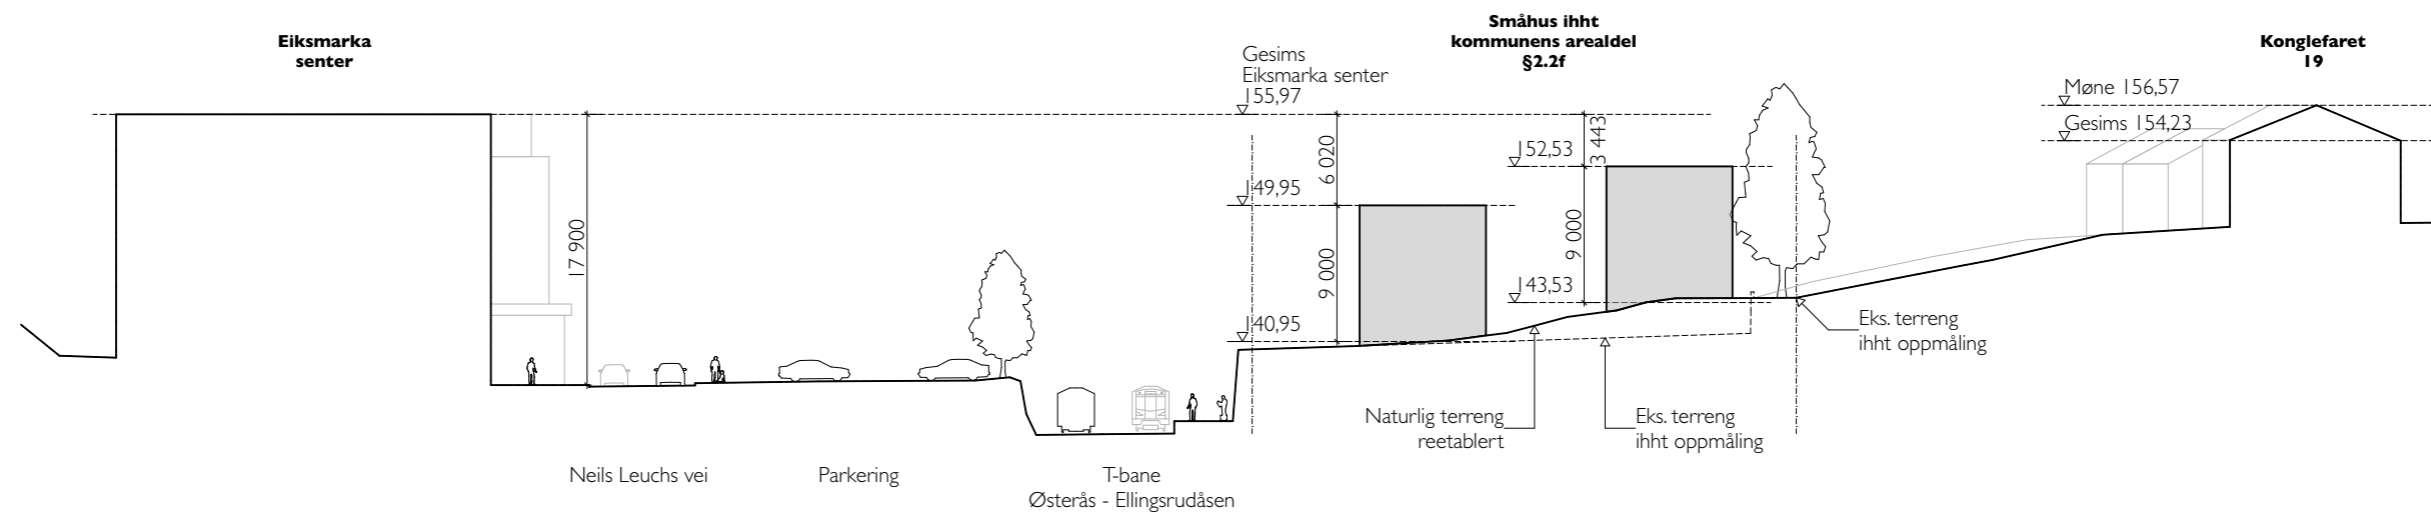 Eiksmarka
senter
Gesims
Eiksmarka senter
155,97
Småhus ihht
kommunens arealdel
§2.2f
Konglefaret
19
Møne 156,57
Gesims 154,23
17 900
6 020
9 000
149,95
140,95
3 443
9 000
152,53
143,53
Eks. terreng
ihht oppmåling
Naturlig terreng
reetablert
Eks. terreng
ihht oppmåling
Neils Leuchs vei
Parkering
T-bane
Østerås - Ellingsrudåsen